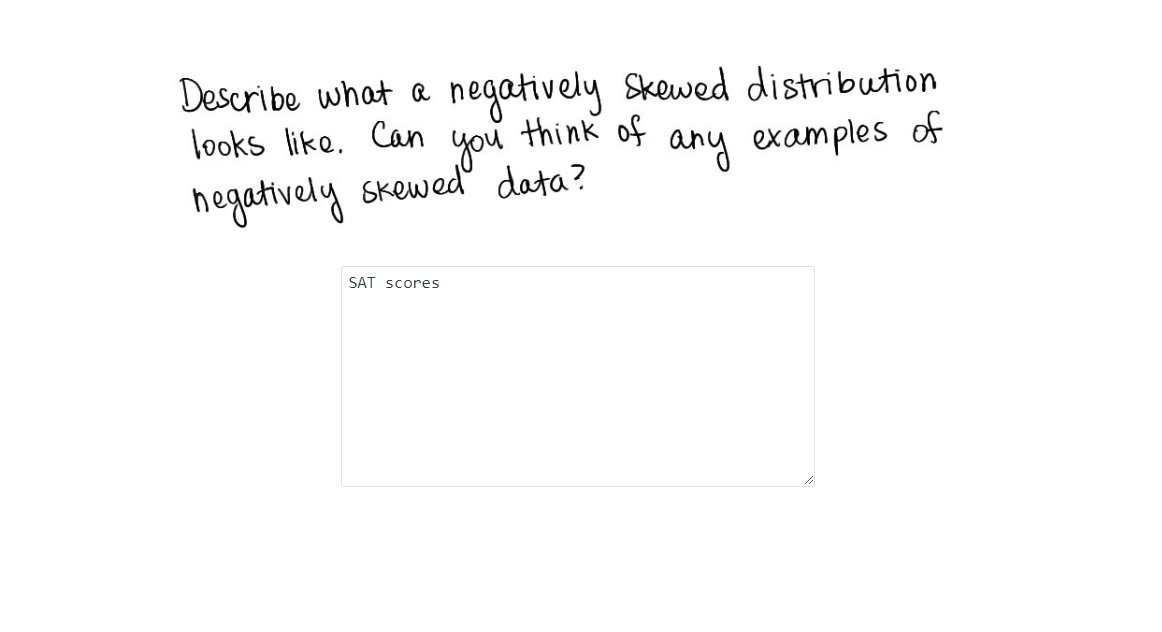 Describe what a negatively skewed distribution
looks like. Can you think of any examples of
negatively skewed data?
SAT scores